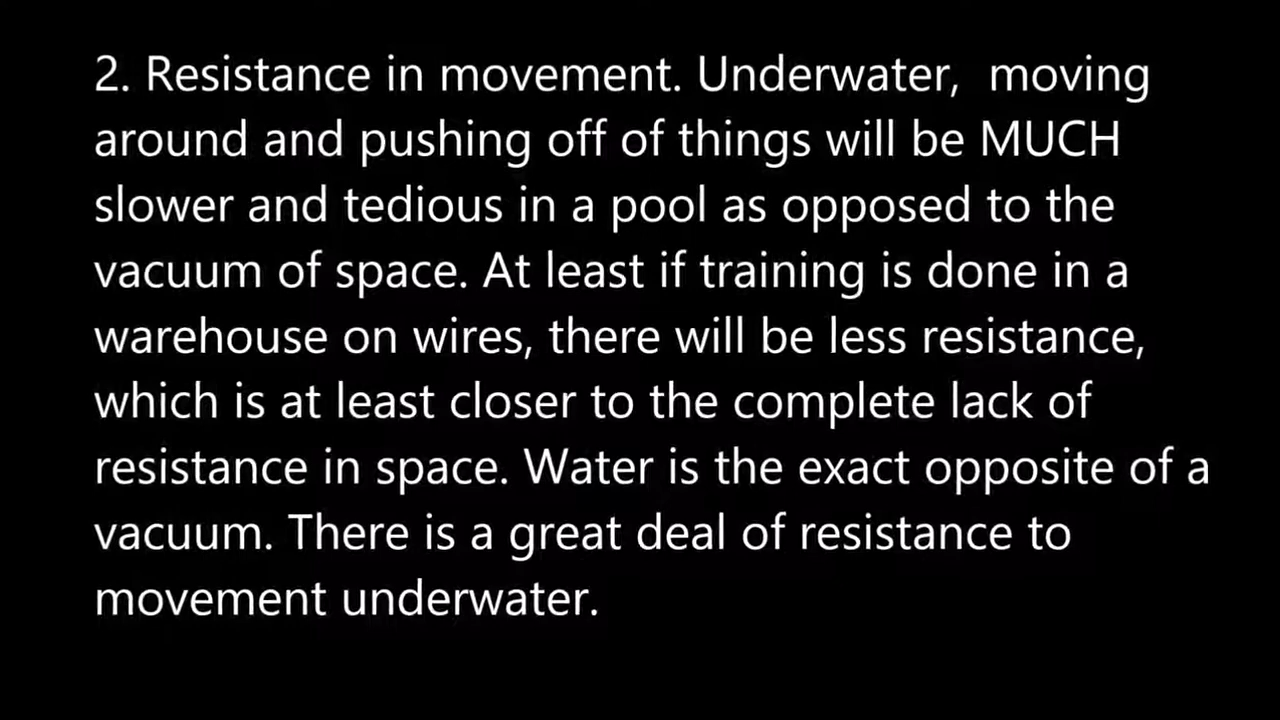 2. Resistance in movement. Underwater,  moving
around and pushing off of things will be MUCH
slower and tedious in a pool as opposed to the
vacuum of space. At least if training is done in a
warehouse on wires, there will be less resistance,
which is at least closer to the complete lack of
resistance in space. Water is the exact opposite of a
vacuum. There is a great deal of resistance to
movement underwater.